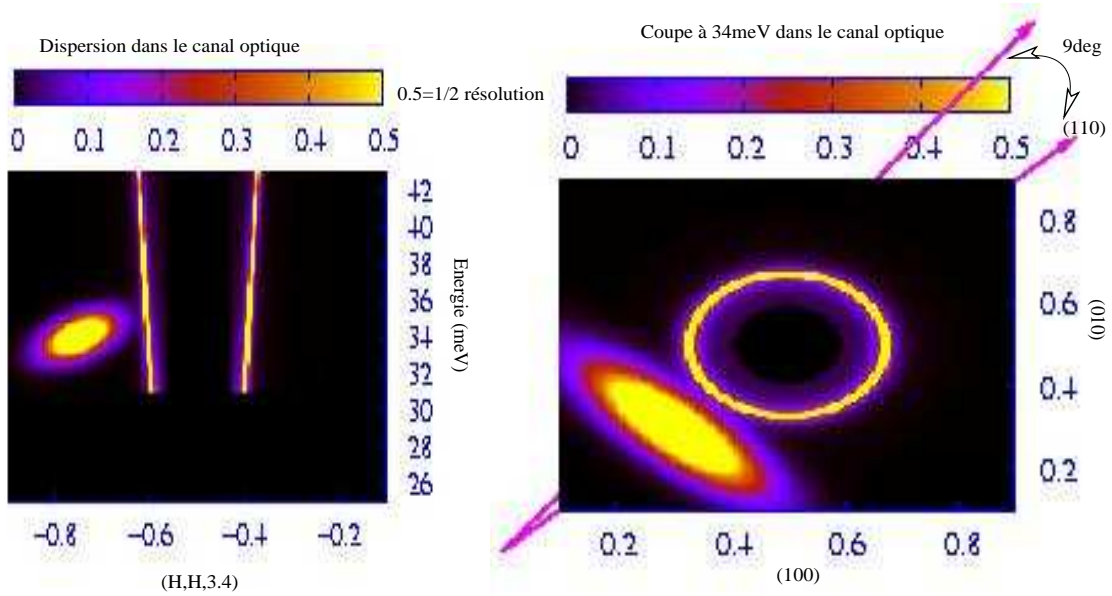 Dispersion dans le canal optique
0 0.1 0.2 0.3 0.4 0.5
0.5=1/2 résolution
42
40
38
36
34
32
30
28
26
Energie (meV)
−0.8 −0.6 −0.4 −0.2
(H,H,3.4)
Coupe à 34meV dans le canal optique
9deg
(110)
0 0.1 0.2 0.3 0.4 0.5
0.8
0.6
0.4
0.2
(010)
0.2 0.4 0.6 0.8
(100)